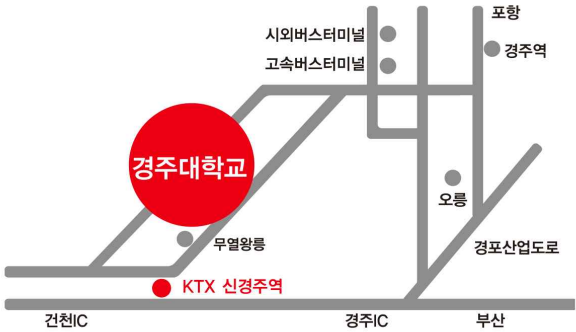 포항
시외버스터미널
경주역
고속버스터미널
경주대학교
오릉
무열왕릉
경포산업도로
KTX 신경주역
건천IC
경주IC
부산